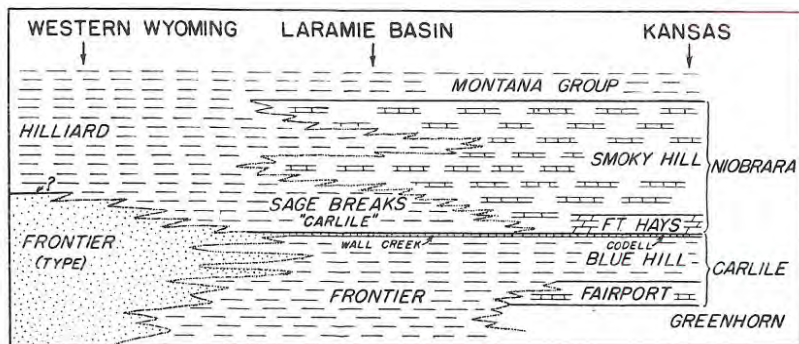 WESTERN WYOMING LARAMIE BASIN KANSAS
MONTANA GROUP
HILLIARD
SMOKY HILL
NIOBRARA
?
SAGE BREAKS
"CARLILE"
FT HAYS
WALL CREEK CODELL
FRONTIER
(TYPE)
BLUE HILL
CARLILE
FRONTIER
FAIRPORT
GREENHORN